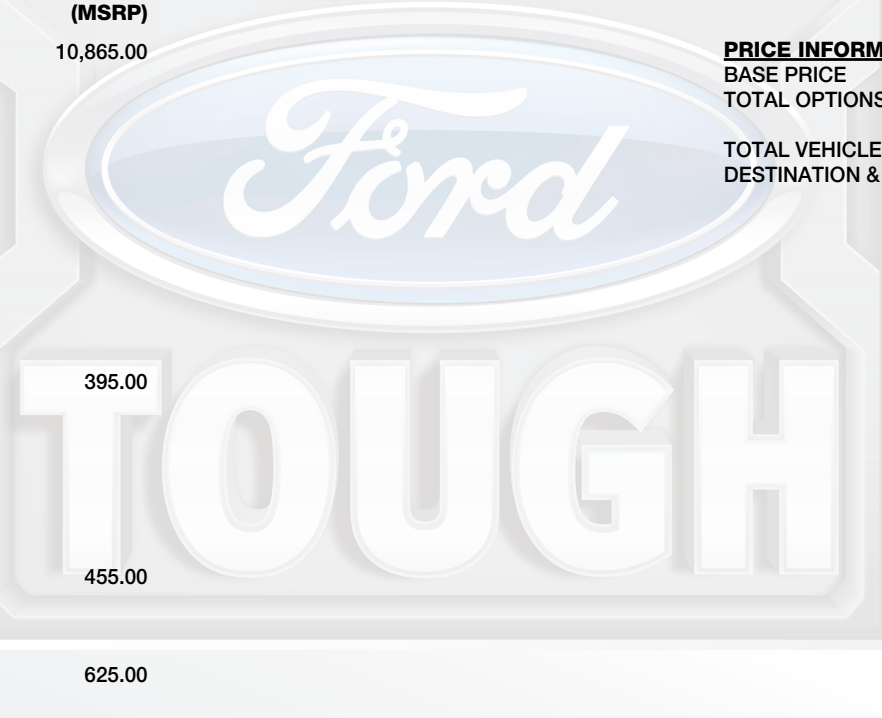 (MSRP)
10,865.00
PRICE INFORM
BASE PRICE
TOTAL OPTIONS
TOTAL VEHICLE
DESTINATION &
Ford
395.00
TOUGH
455.00
625.00